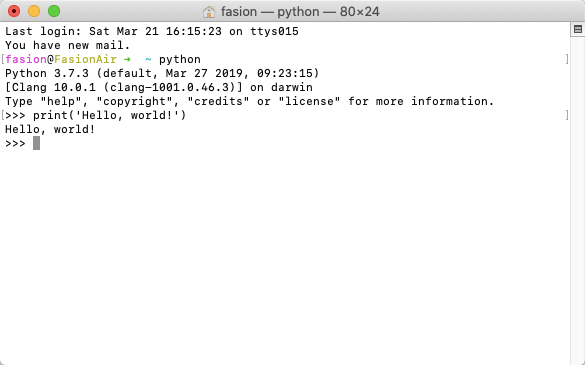 fasion — python — 80×24
Last login: Sat Mar 21 16:15:23 on ttys015
You have new mail.
[fasion@FasionAir ➜  ~ python ]
Python 3.7.3 (default, Mar 27 2019, 09:23:15)
[Clang 10.0.1 (clang-1001.0.46.3)] on darwin
Type "help", "copyright", "credits" or "license" for more information.
[>>> print('Hello, world!') ]
Hello, world!
>>>